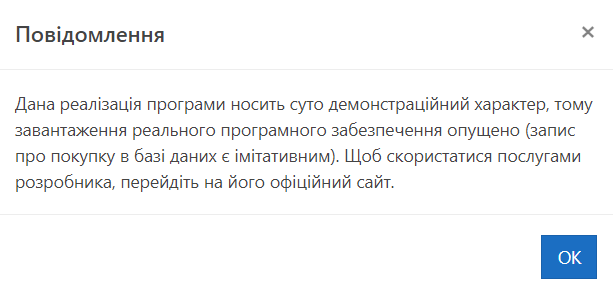 Повідомлення
×
Дана реалізація програми носить суто демонстраційний характер, тому
завантаження реального програмного забезпечення опущено (запис
про покупку в базі даних є імітативним). Щоб скористатися послугами
розробника, перейдіть на його офіційний сайт.
OK